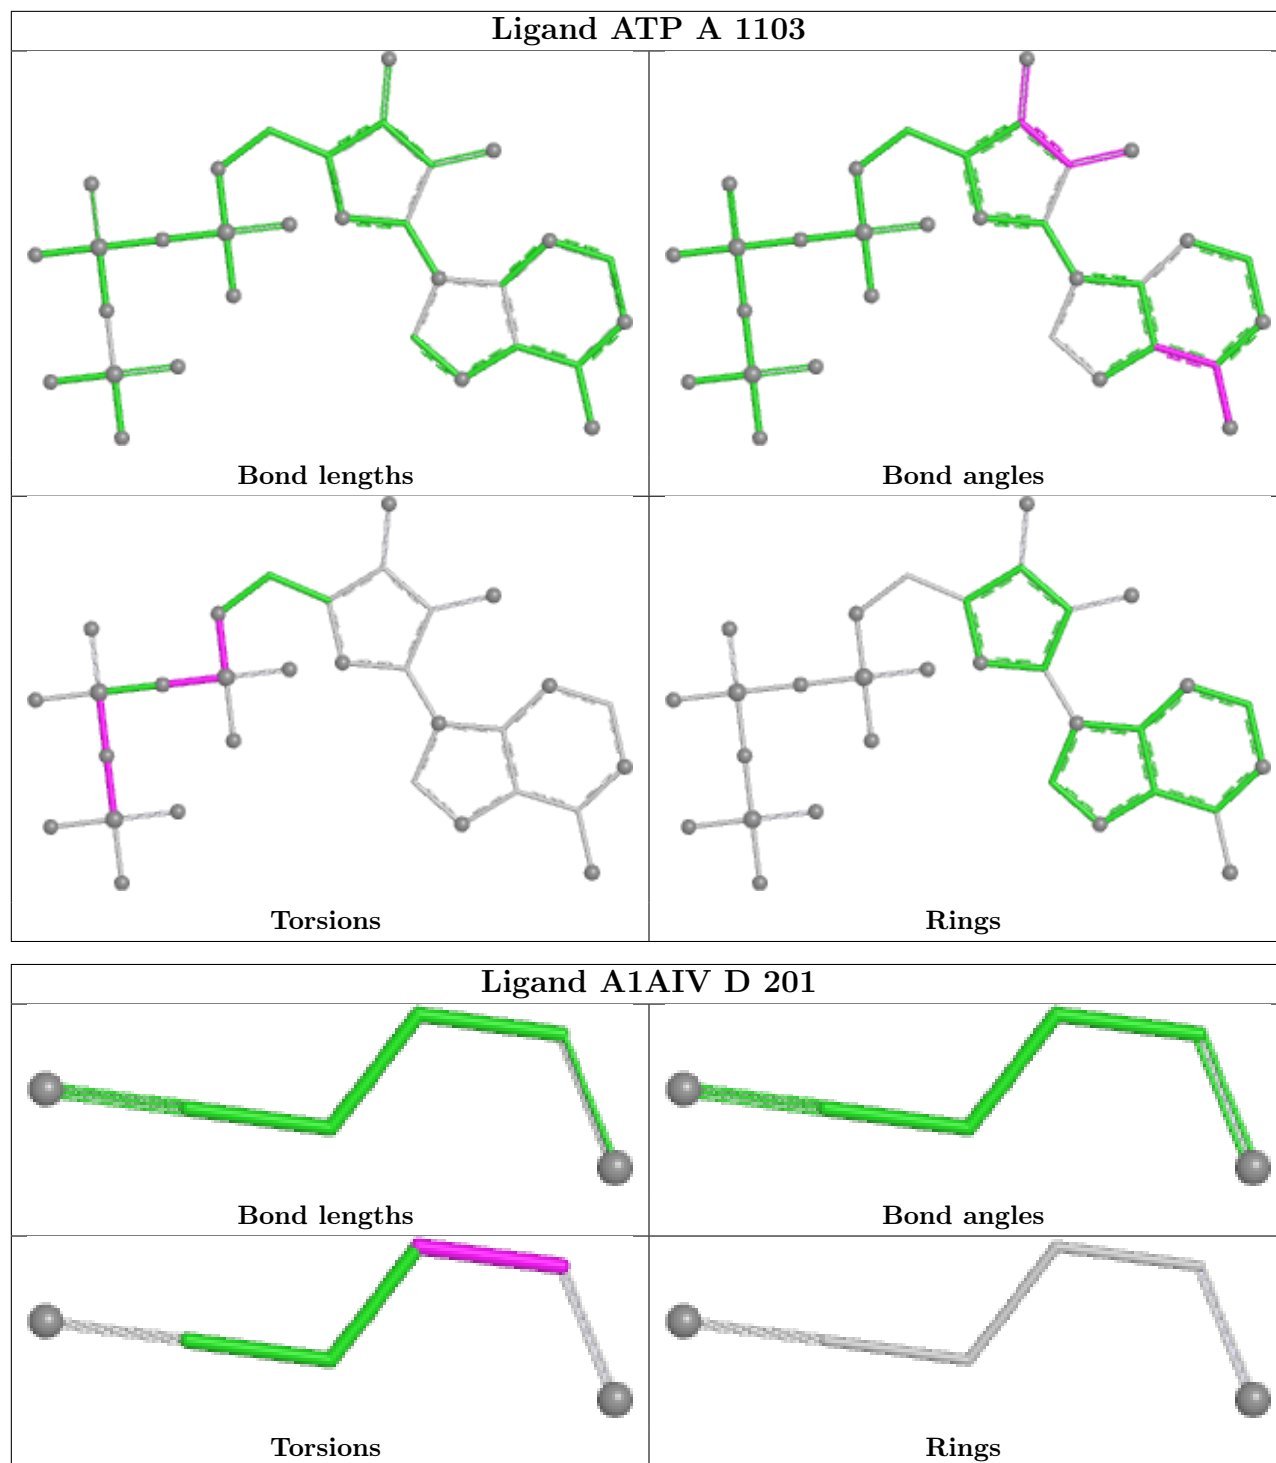 Ligand ATP A 1103
Bond lengths
Bond angles
Torsions
Rings
Ligand A1AIV D 201
Bond lengths
Bond angles
Torsions
Rings